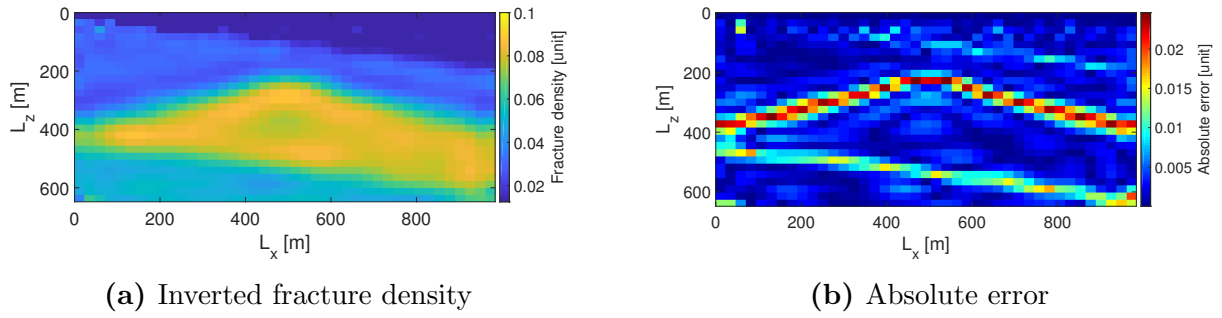 0
200
400
600
L_z [m]
0 200 400 600 800
L_x [m]
0.1
0.08
0.06
0.04
0.02
Fracture density [unit]
(a) Inverted fracture density
0
200
400
600
L_z [m]
0 200 400 600 800
L_x [m]
0.02
0.015
0.01
0.005
Absolute error [unit]
(b) Absolute error